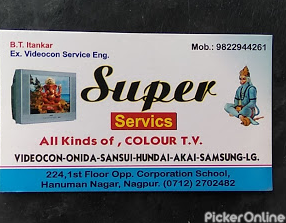 B.T. Itankar
Ex. Videocon Service Eng.
Mob.: 9822944261
Super
Servics
All Kinds of , COLOUR T.V.
VIDEOCON-ONIDA-SANSUI-HUNDAI-AKAI-SAMSUNG-LG.
224,1st Floor Opp. Corporation School,
Hanuman Nagar, Nagpur. (0712) 2702482
PickerOnline